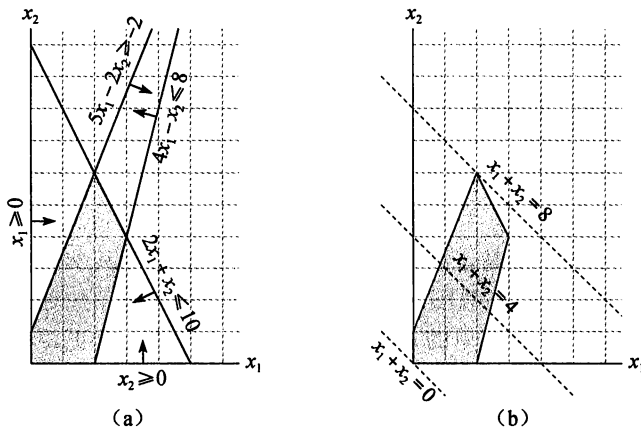 x₂
5x₁−2x₂≥−2
4x₁−x₂≤8
x₁≥0
2x₁+x₂≤10
x₁
x₂≥0
(a)
x₂
x₁+x₂=8
x₁+x₂=4
x₁+x₂=0
x₁
(b)